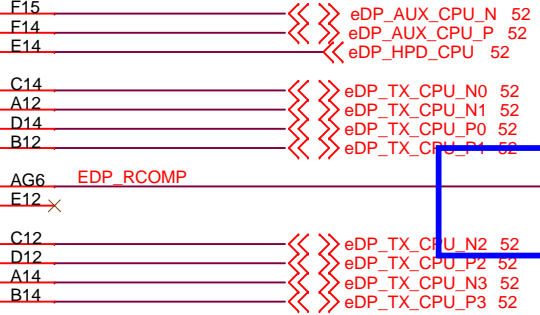 F15 eDP_AUX_CPU_N 52
F14 eDP_AUX_CPU_P 52
E14 eDP_HPD_CPU 52
C14 eDP_TX_CPU_N0 52
A12 eDP_TX_CPU_N1 52
D14 eDP_TX_CPU_P0 52
B12 eDP_TX_CPU_P1 52
AG6 EDP_RCOMP
E12
C12 eDP_TX_CPU_N2 52
D12 eDP_TX_CPU_P2 52
A14 eDP_TX_CPU_N3 52
B14 eDP_TX_CPU_P3 52